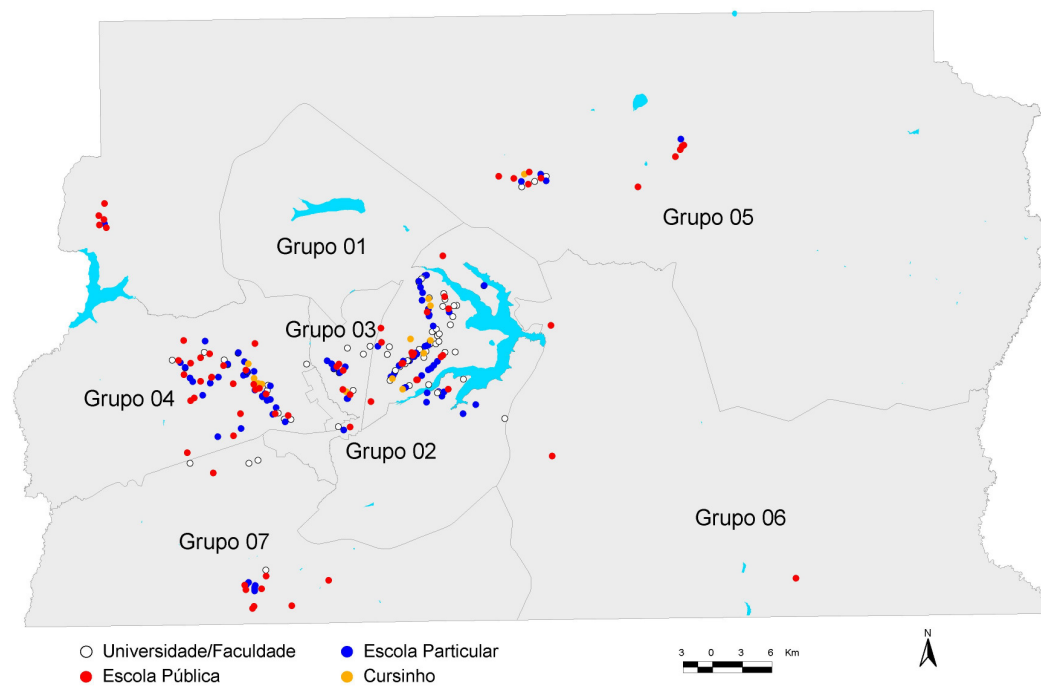 Grupo 05
Grupo 01
Grupo 03
Grupo 04
Grupo 02
Grupo 06
Grupo 07
Universidade/Faculdade
Escola Particular
Escola Pública
Cursinho
3 0 3 6 Km
N